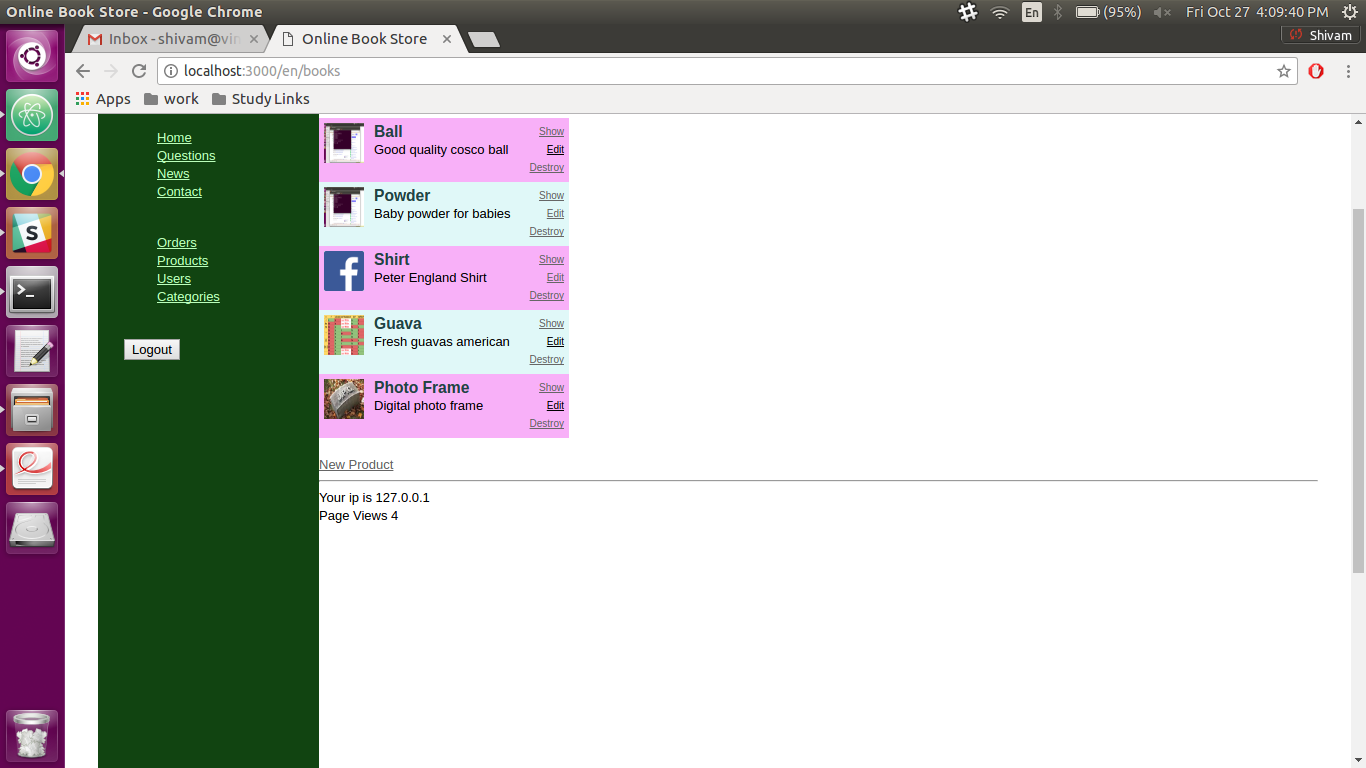 Online Book Store - Google Chrome
En
(95%)
Fri Oct 27 4:09:40 PM
Inbox - shivam@vin
Online Book Store
Shivam
localhost:3000/en/books
Apps
work
Study Links
Home
Questions
News
Contact
Orders
Products
Users
Categories
Logout
Ball
Show
Good quality cosco ball
Edit
Destroy
Powder
Show
Baby powder for babies
Edit
Destroy
Shirt
Show
Peter England Shirt
Edit
Destroy
Guava
Show
Fresh guavas american
Edit
Destroy
Photo Frame
Show
Digital photo frame
Edit
Destroy
New Product
Your ip is 127.0.0.1
Page Views 4